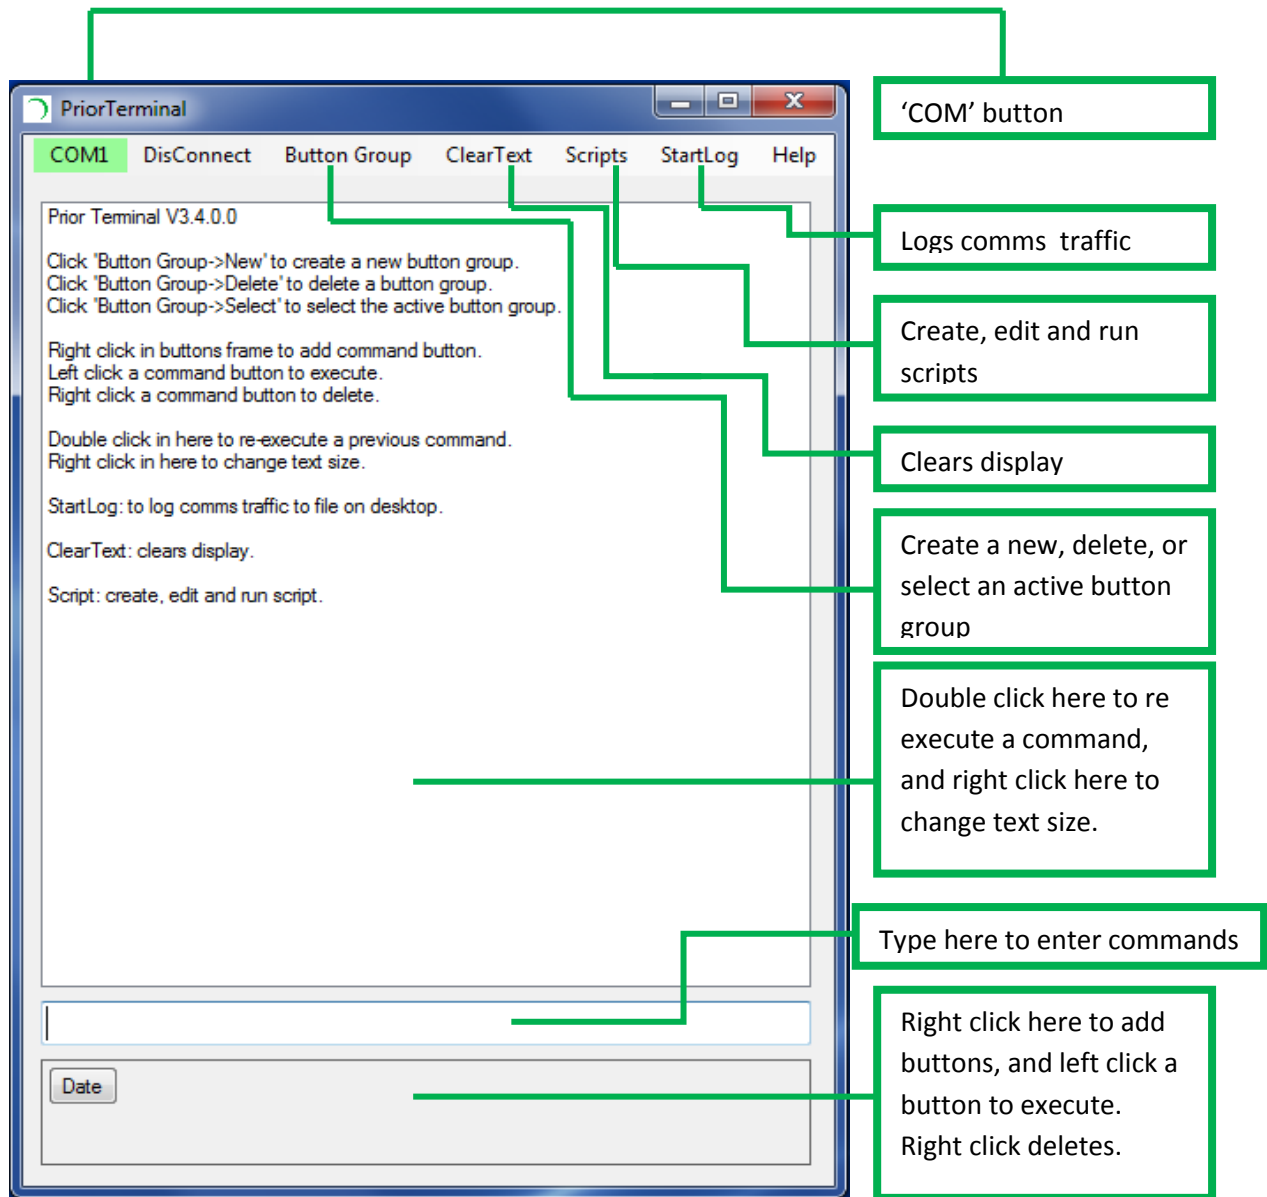 ‘COM’ button
PriorTerminal
COM1 DisConnect Button Group ClearText Scripts StartLog Help
Prior Terminal V3.4.0.0
Click 'Button Group->New' to create a new button group.
Click 'Button Group->Delete' to delete a button group.
Click 'Button Group->Select' to select the active button group.
Right click in buttons frame to add command button.
Left click a command button to execute.
Right click a command button to delete.
Double click in here to re-execute a previous command.
Right click in here to change text size.
StartLog: to log comms traffic to file on desktop.
ClearText: clears display.
Script: create, edit and run script.
Logs comms traffic
Create, edit and run
scripts
Clears display
Create a new, delete, or
select an active button
group
Double click here to re
execute a command,
and right click here to
change text size.
Type here to enter commands
Date
Right click here to add
buttons, and left click a
button to execute.
Right click deletes.